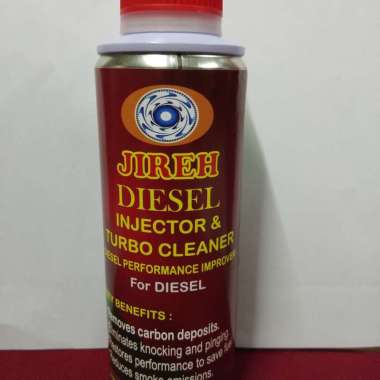 JIREH
DIESEL
INJECTOR &
TURBO CLEANER
DIESEL PERFORMANCE IMPROVER
For DIESEL
BENEFITS :
Removes carbon deposits.
Eliminates knocking and pinging.
Restores performance to save fuel
Reduces smoke emissions.